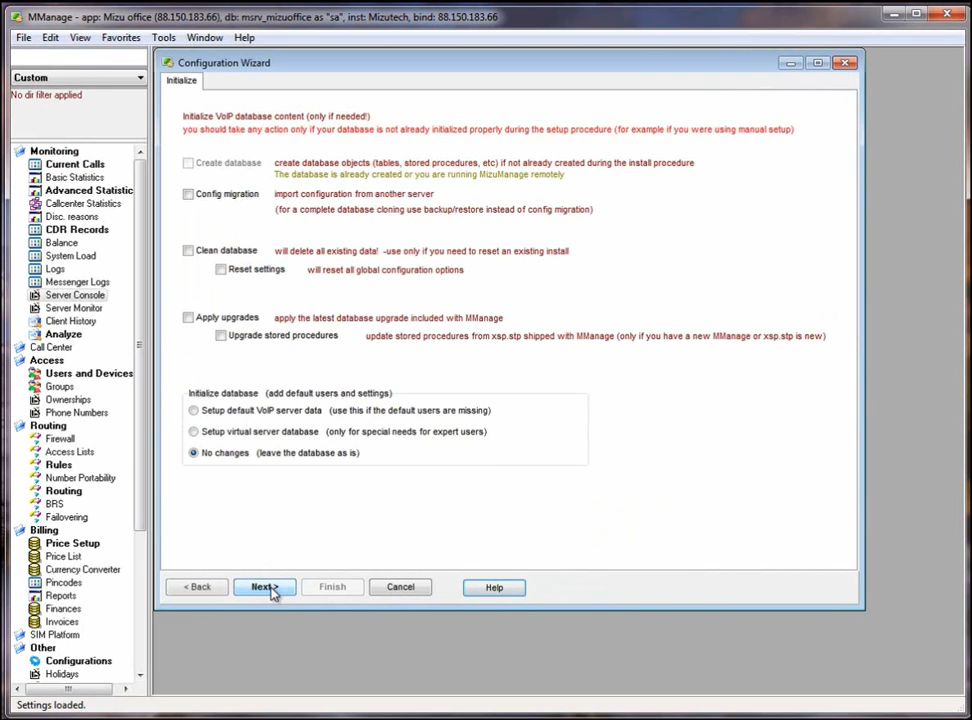 MManage - app: Mizu office (88.150.183.66), db: msrv_mizuoffice as "sa", inst: Mizutech, bind: 88.150.183.66
File Edit View Favorites Tools Window Help
Custom
No dir filter applied
Monitoring
Current Calls
Basic Statistics
Advanced Statistic
Callcenter Statistics
Disc. reasons
CDR Records
Balance
System Load
Logs
Messenger Logs
Server Console
Server Monitor
Client History
Analyze
Call Center
Access
Users and Devices
Groups
Ownerships
Phone Numbers
Routing
Firewall
Access Lists
Rules
Number Portability
Routing
BRS
Failovering
Billing
Price Setup
Price List
Currency Converter
Pincodes
Reports
Finances
Invoices
SIM Platform
Other
Configurations
Holidays
Configuration Wizard
Initialize
Initialize VoIP database content (only if needed!)
you should take any action only if your database is not already initialized properly during the setup procedure (for example if you were using manual setup)
Create database create database objects (tables, stored procedures, etc) if not already created during the install procedure
The database is already created or you are running MizuManage remotely
Config migration import configuration from another server
(for a complete database cloning use backup/restore instead of config migration)
Clean database will delete all existing data! -use only if you need to reset an existing install
Reset settings will reset all global configuration options
Apply upgrades apply the latest database upgrade included with MManage
Upgrade stored procedures update stored procedures from xsp.stp shipped with MManage (only if you have a new MManage or xsp.stp is new)
Initialize database (add default users and settings)
Setup default VoIP server data (use this if the default users are missing)
Setup virtual server database (only for special needs for expert users)
No changes (leave the database as is)
< Back Next > Finish Cancel Help
Settings loaded.